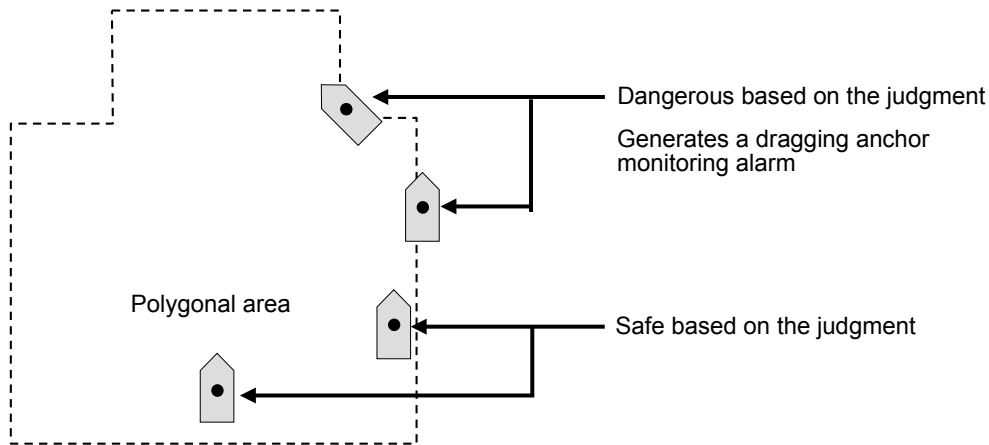 Dangerous based on the judgment
Generates a dragging anchor
monitoring alarm
Polygonal area
Safe based on the judgment